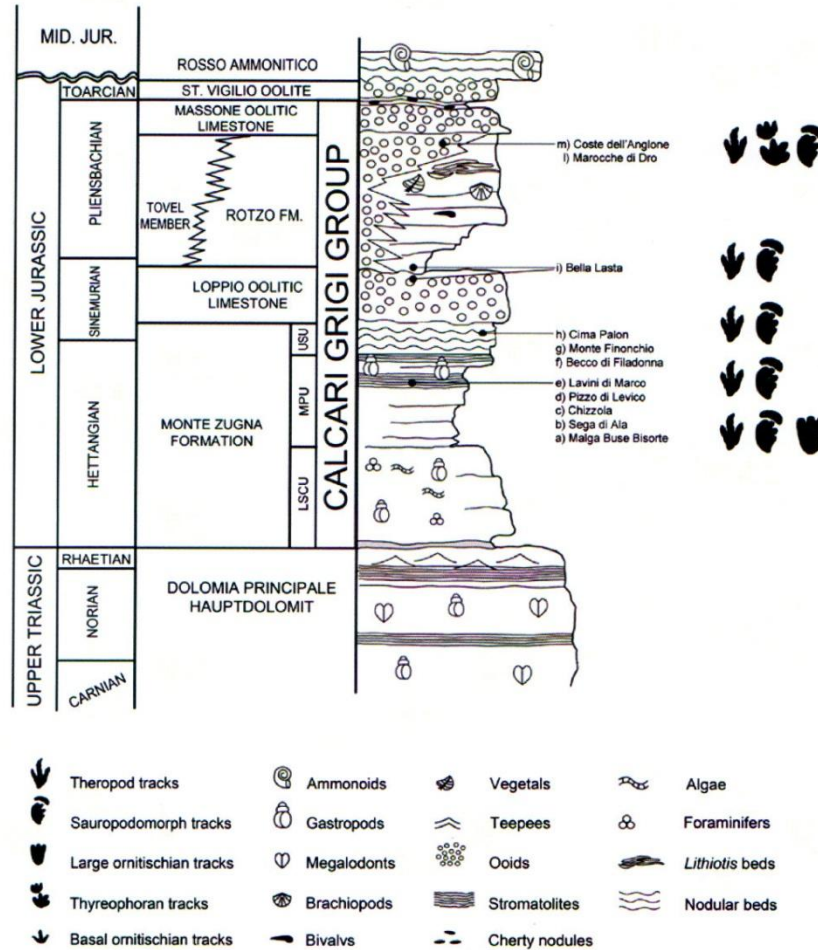 MID. JUR.
ROSSO AMMONITICO
TOARCIAN
ST. VIGILIO OOLITE
MASSONE OOLITIC
LIMESTONE
LOWER JURASSIC
PLIENSBACHIAN
TOVEL
MEMBER
ROTZO FM.
SINEMURIAN
LOPPIO OOLITIC
LIMESTONE
HETTANGIAN
MONTE ZUGNA
FORMATION
USU
MPU
LSCU
CALCARI GRIGI GROUP
UPPER TRIASSIC
RHAETIAN
NORIAN
CARNIAN
DOLOMIA PRINCIPALE
HAUPTDOLOMIT
m) Coste dell'Anglone
l) Marocche di Dro
i) Bella Lasta
h) Cima Palon
g) Monte Finonchio
f) Becco di Filadonna
e) Lavini di Marco
d) Pizzo di Levico
c) Chizzola
b) Sega di Ala
a) Malga Buse Bisorte
Theropod tracks
Sauropodomorph tracks
Large ornitischian tracks
Thyreophoran tracks
Basal ornitischian tracks
Ammonoids
Gastropods
Megalodonts
Brachiopods
Bivalvs
Vegetals
Teepees
Ooids
Stromatolites
Cherty nodules
Algae
Foraminifers
Lithiotis beds
Nodular beds